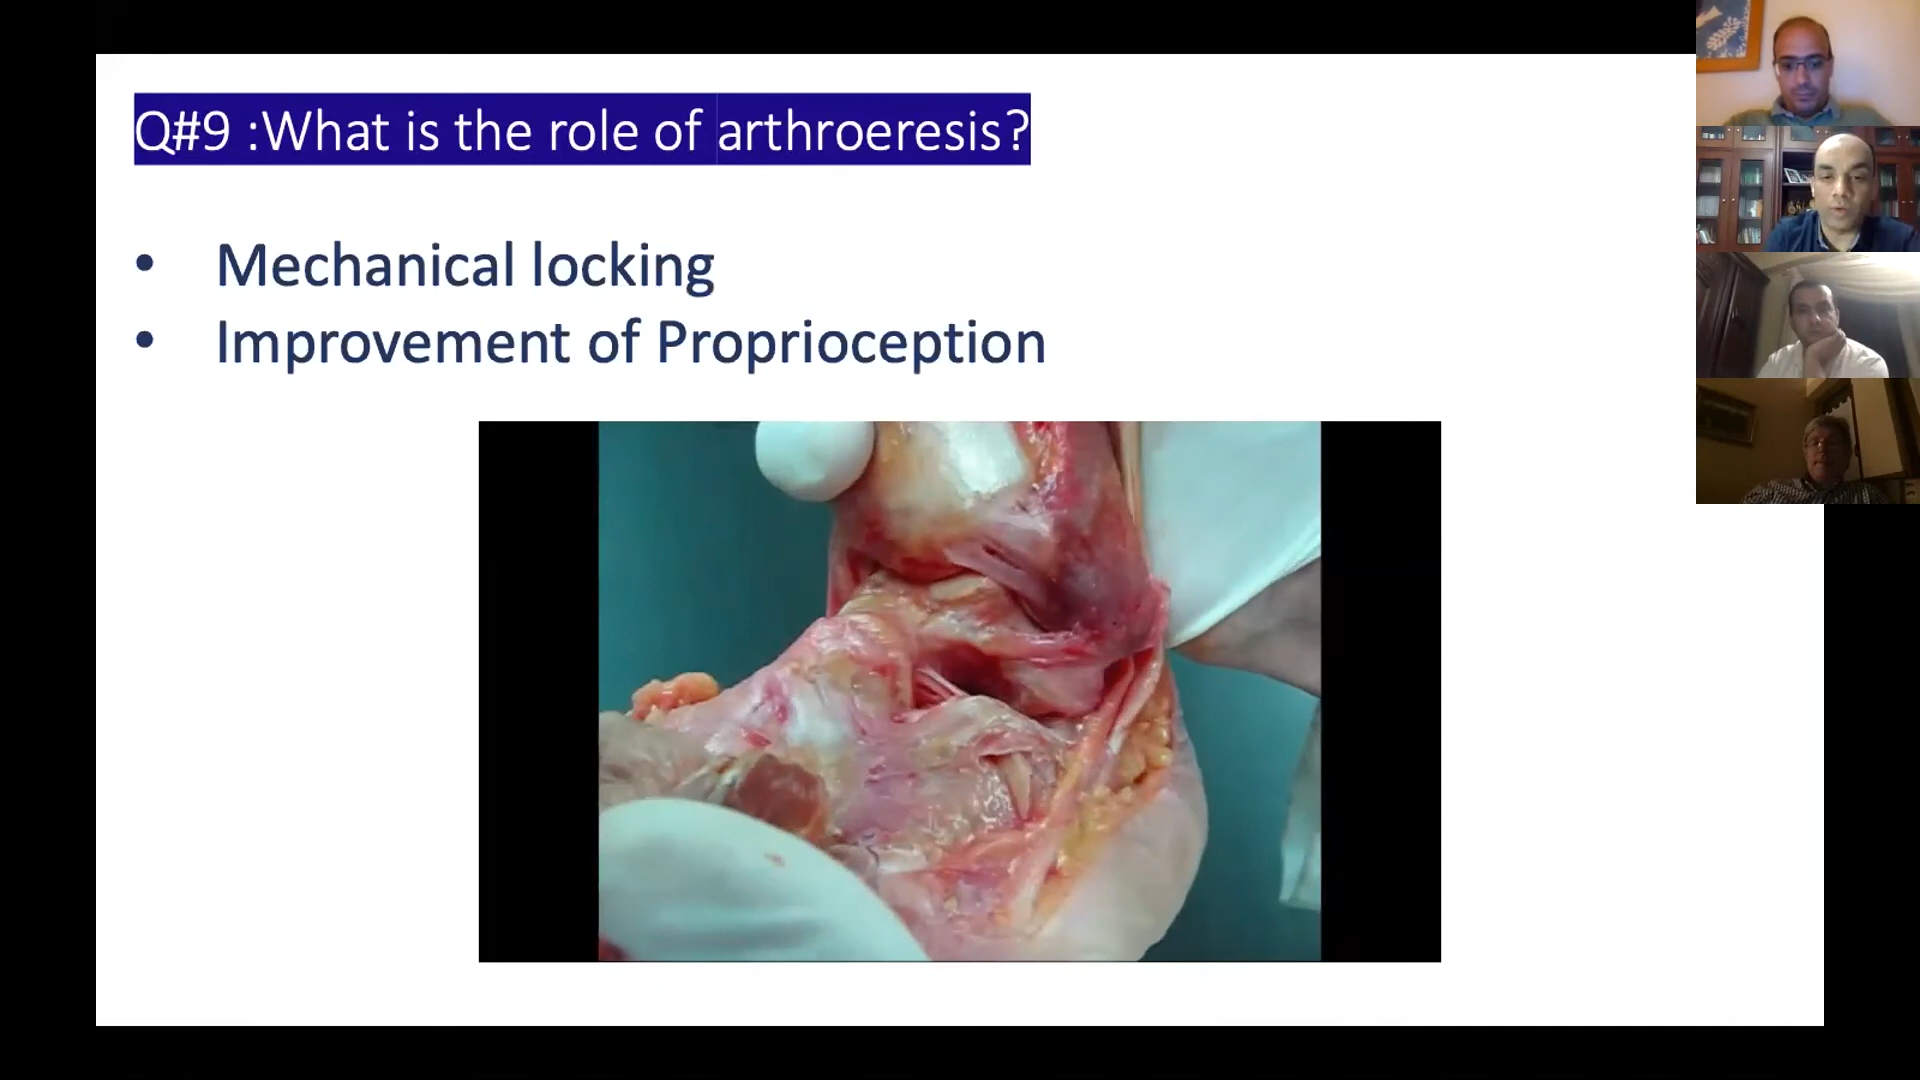 Q#9 :What is the role of arthroeresis?
• Mechanical locking
• Improvement of Proprioception